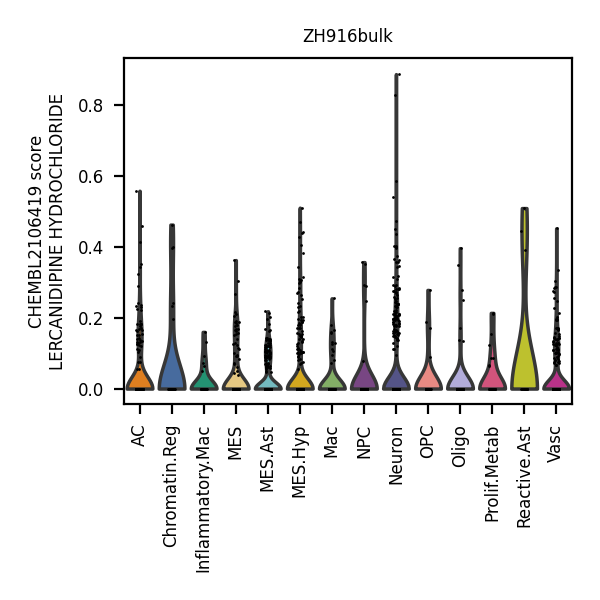 ZH916bulk
CHEMBL2106419 score
LERCANIDIPINE HYDROCHLORIDE
0.8
0.6
0.4
0.2
0.0
AC
Chromatin.Reg
Inflammatory.Mac
MES
MES.Ast
MES.Hyp
Mac
NPC
Neuron
OPC
Oligo
Prolif.Metab
Reactive.Ast
Vasc